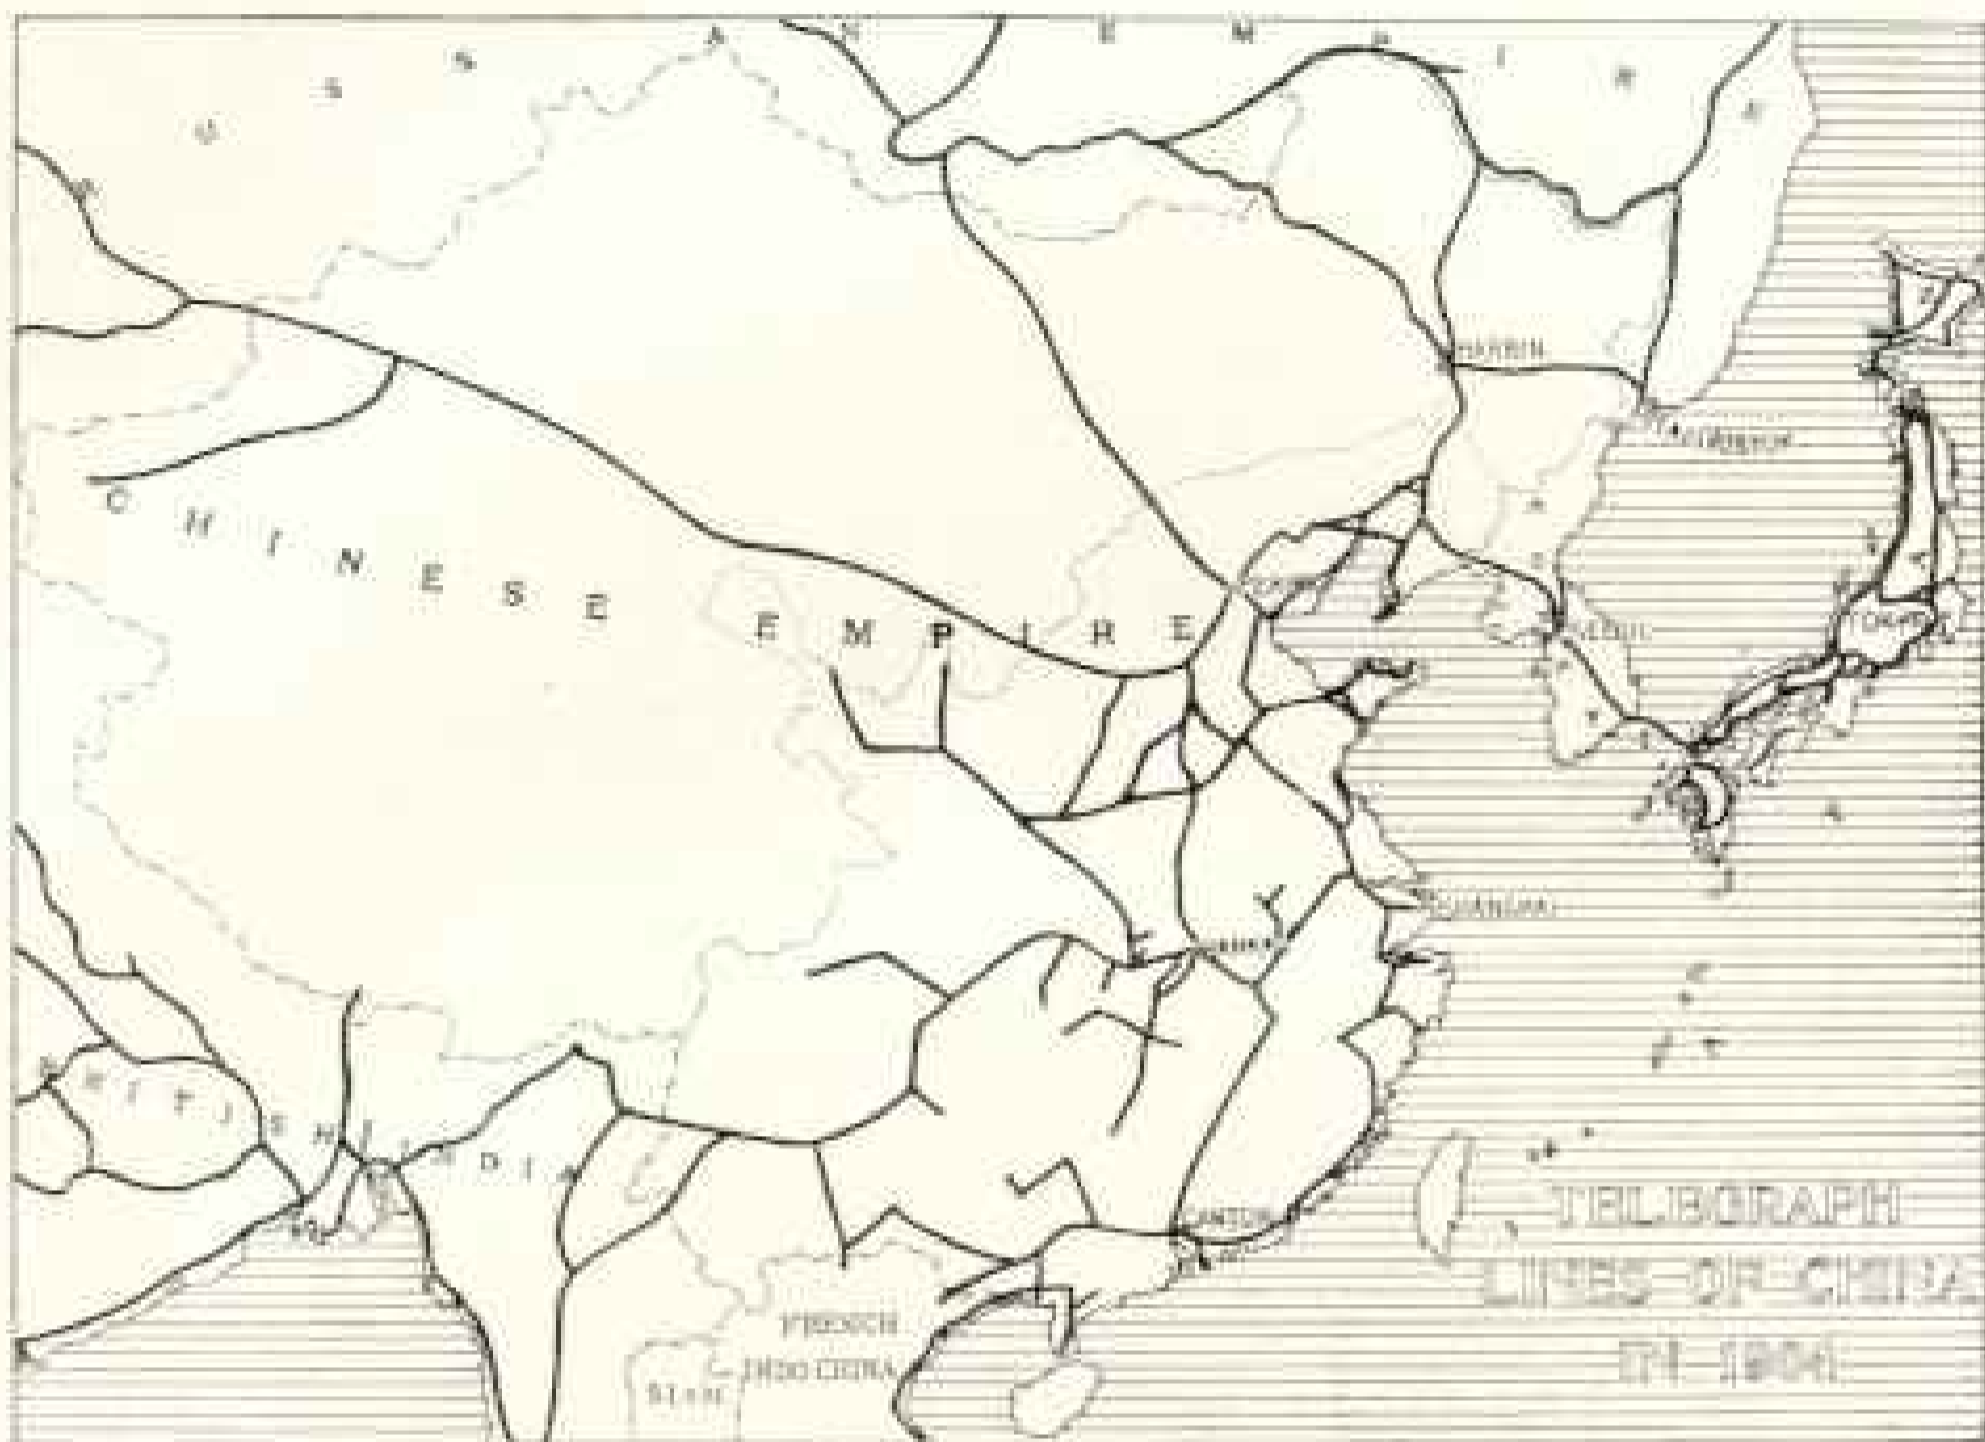 RUSSIAN EMPIRE
HARBIN
CHINESE EMPIRE
SEOUL
SHANGHAI
BRITISH INDIA
CANTON
TELEGRAPH
LINES OF CHINA
IN 1904
FRENCH
INDO CHINA
SIAM